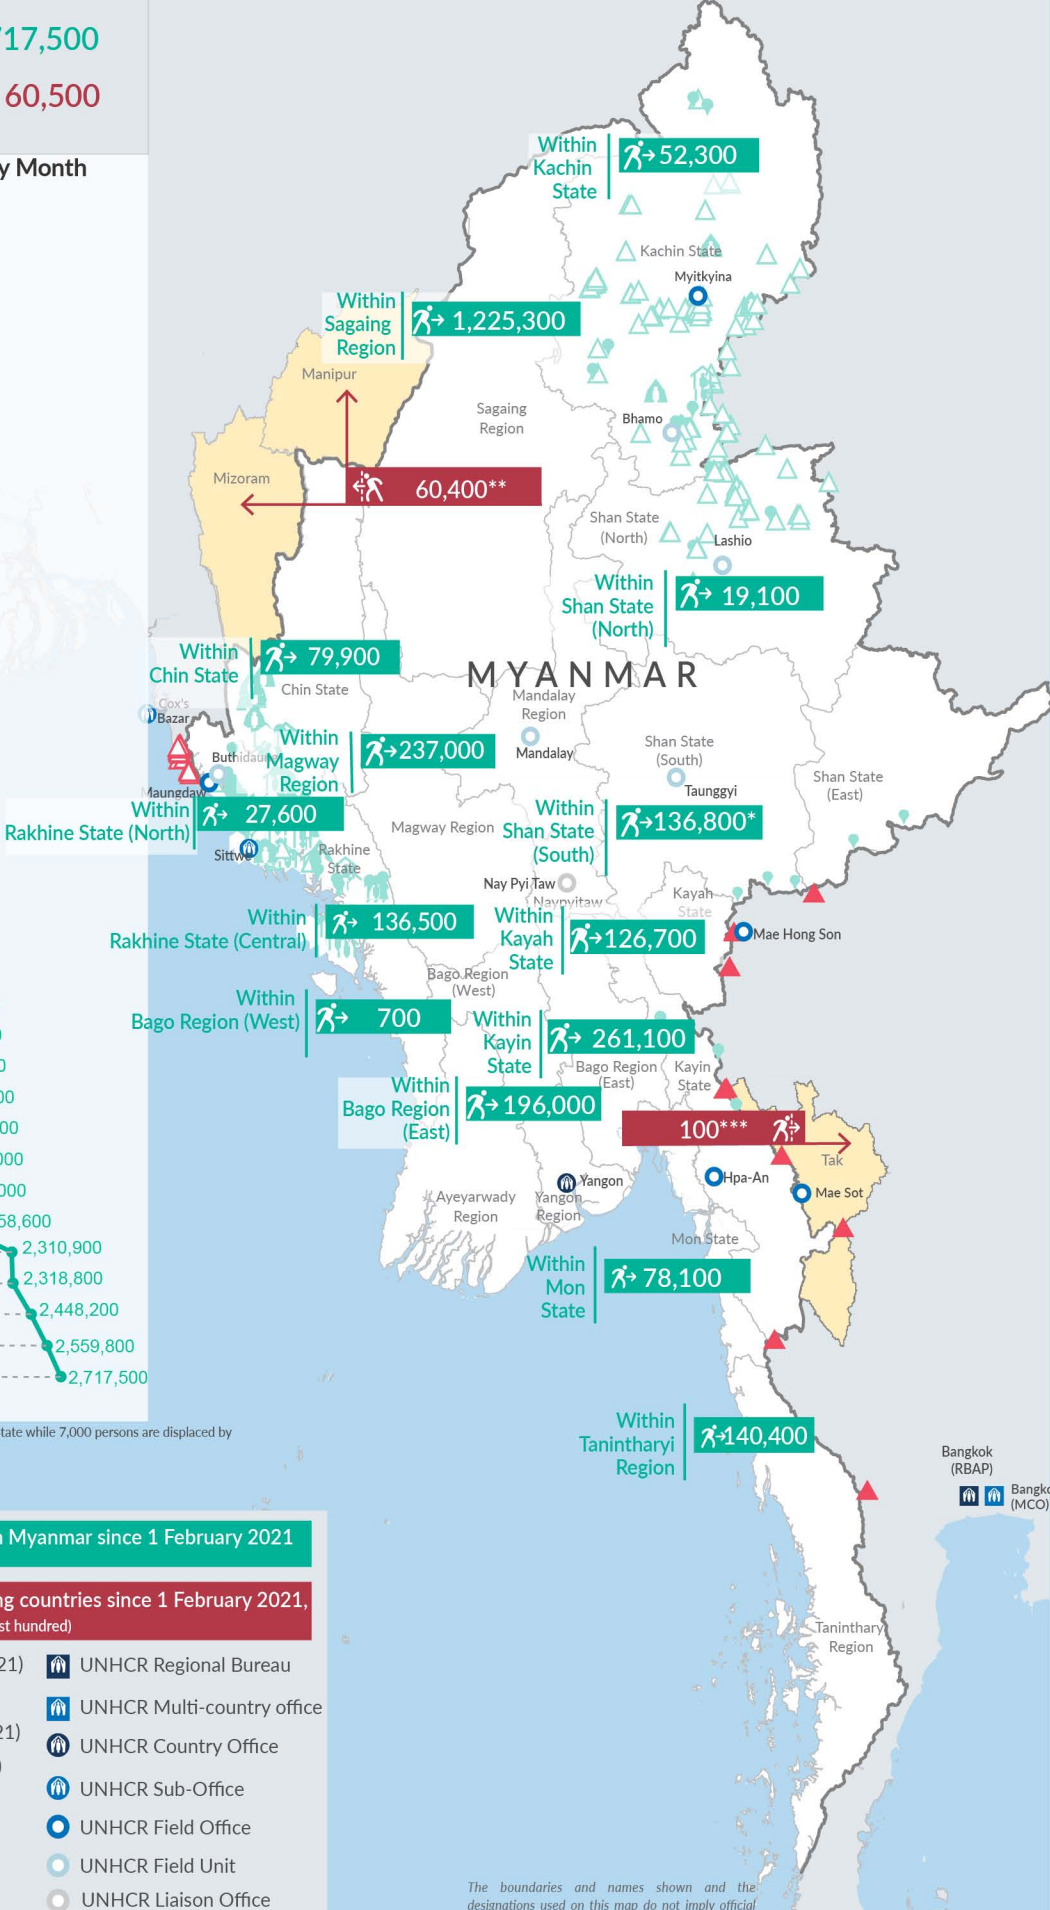 717,500
60,500
y Month
Within
Kachin
State
52,300
Kachin State
Myitkyina
Within
Sagaing
Region
1,225,300
Manipur
Sagaing
Region
Bhamo
Mizoram
60,400**
Shan State
(North)
Lashio
Within
Shan State
(North)
19,100
Within
Chin State
79,900
Chin State
MYANMAR
Mandalay
Region
Mandalay
Cox's
Bazar
Within
Magway
Region
237,000
Shan State
(South)
Taunggyi
Shan State
(East)
Maungdaw
Within
Rakhine State (North)
27,600
Magway Region
Within
Shan State
(South)
136,800*
Sittwe
Rakhine
State
Nay Pyi Taw
Naypyitaw
Kayah
State
Within
Rakhine State (Central)
136,500
Within
Kayah
State
126,700
Mae Hong Son
Bago Region
(West)
Within
Bago Region (West)
700
Within
Kayin
State
261,100
Bago Region
(East)
Kayin
State
Within
Bago Region
(East)
196,000
100***
Tak
Hpa-An
Mae Sot
Yangon
Yangon
Region
Ayeyarwady
Region
Mon State
0
0
00
00
000
000
58,600
2,310,900
2,318,800
2,448,200
2,559,800
2,717,500
Within
Mon
State
78,100
tate while 7,000 persons are displaced by
Within
Tanintharyi
Region
140,400
Bangkok
(RBAP)
Bangko
(MCO)
n Myanmar since 1 February 2021
ng countries since 1 February 2021,
st hundred)
21)
21)
)
UNHCR Regional Bureau
UNHCR Multi-country office
UNHCR Country Office
UNHCR Sub-Office
UNHCR Field Office
UNHCR Field Unit
UNHCR Liaison Office
Taninthary
Region
The boundaries and names shown and the
designations used on this map do not imply official